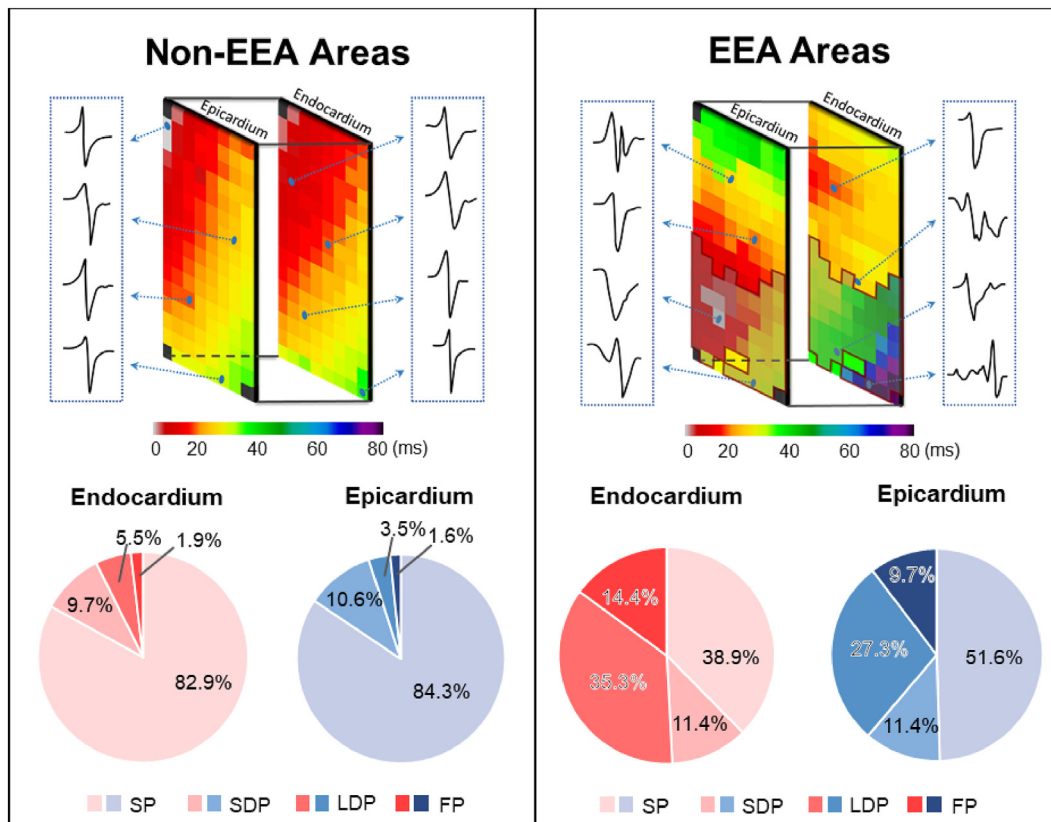 Non-EEA Areas
Epicardium
Endocardium
0 20 40 60 80 (ms)
Endocardium
Epicardium
5.5%
1.9%
9.7%
82.9%
3.5%
1.6%
10.6%
84.3%
SP SDP LDP FP
EEA Areas
Epicardium
Endocardium
0 20 40 60 80 (ms)
Endocardium
Epicardium
14.4%
38.9%
35.3%
11.4%
9.7%
27.3%
51.6%
11.4%
SP SDP LDP FP